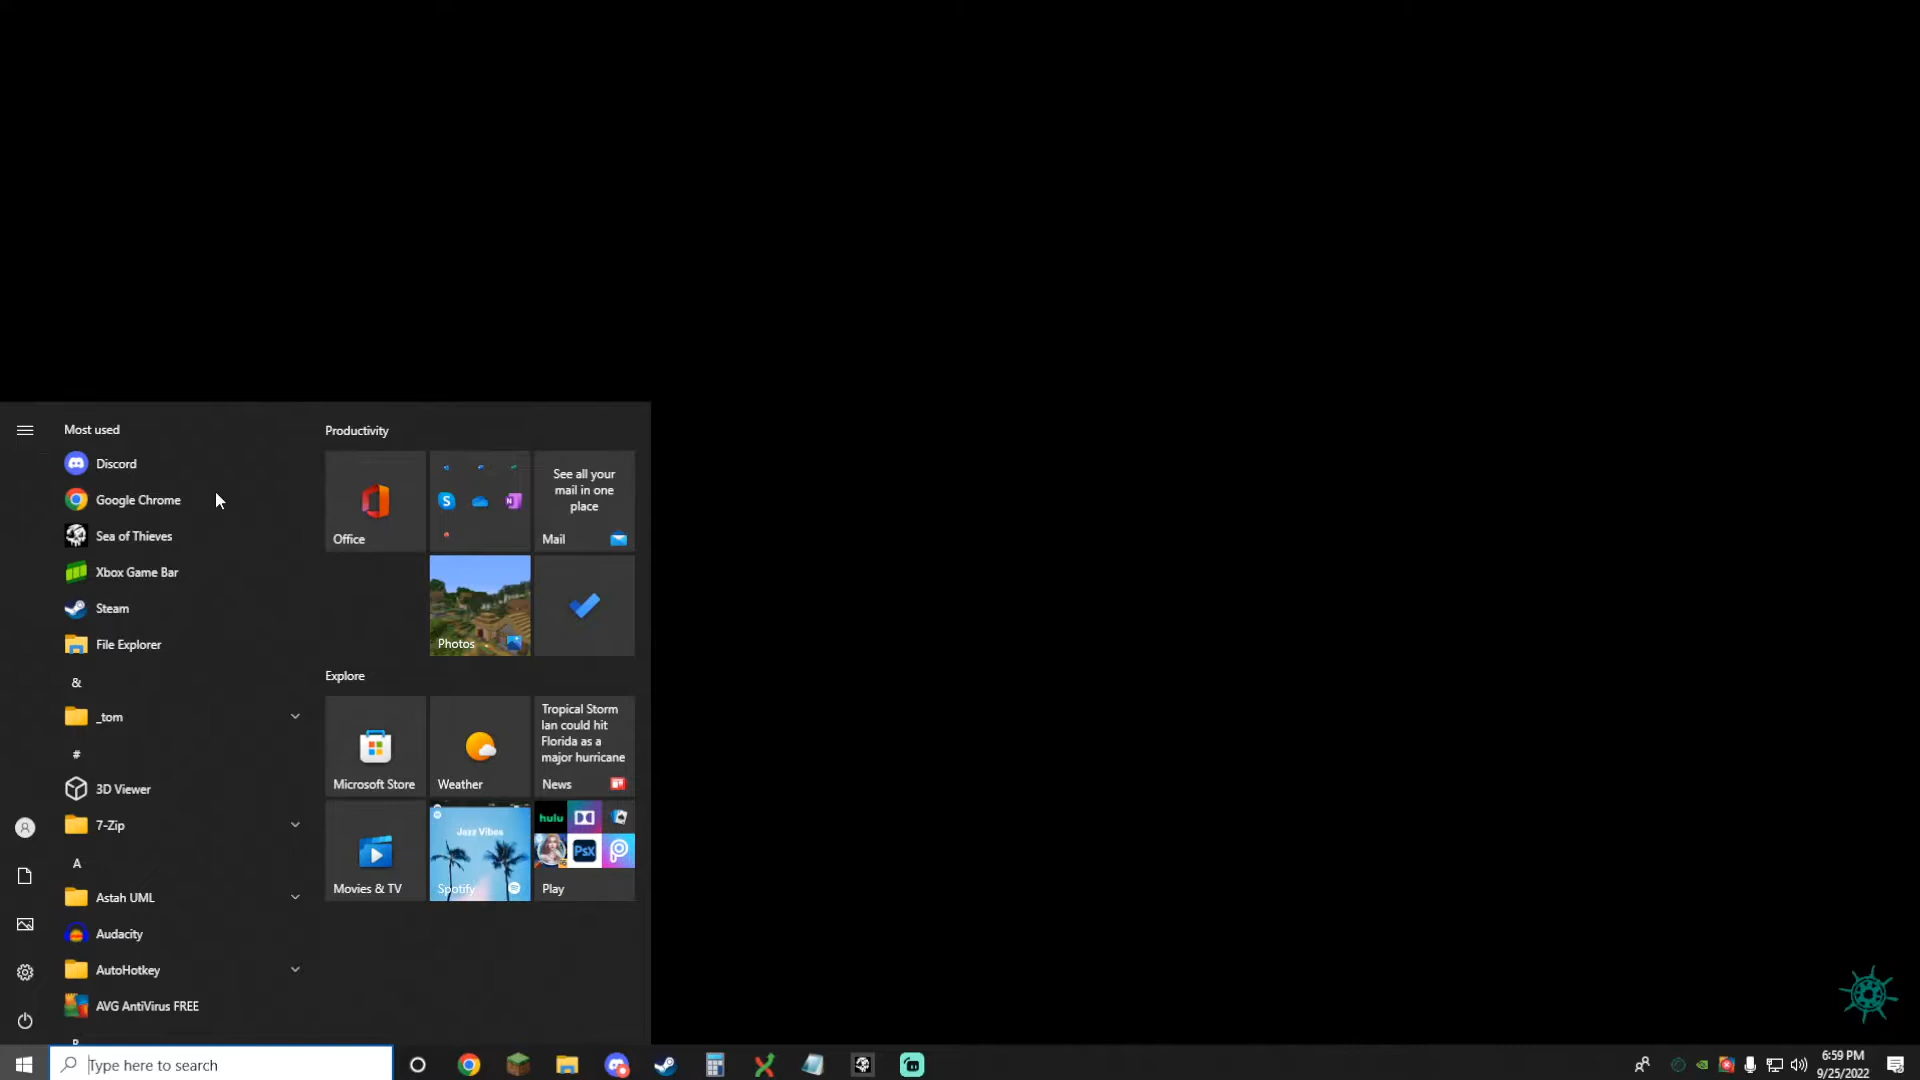 Most used
Discord
Google Chrome
Sea of Thieves
Xbox Game Bar
Steam
File Explorer
&
_tom
#
3D Viewer
7-Zip
A
Astah UML
Audacity
AutoHotkey
AVG AntiVirus FREE
Productivity
Office
See all your
mail in one
place
Mail
Photos
Explore
Microsoft Store
Weather
Tropical Storm
Ian could hit
Florida as a
major hurricane
News
Movies & TV
Jazz Vibes
Spotify
hulu
Psx
Play
Type here to search
6:59 PM
9/25/2022